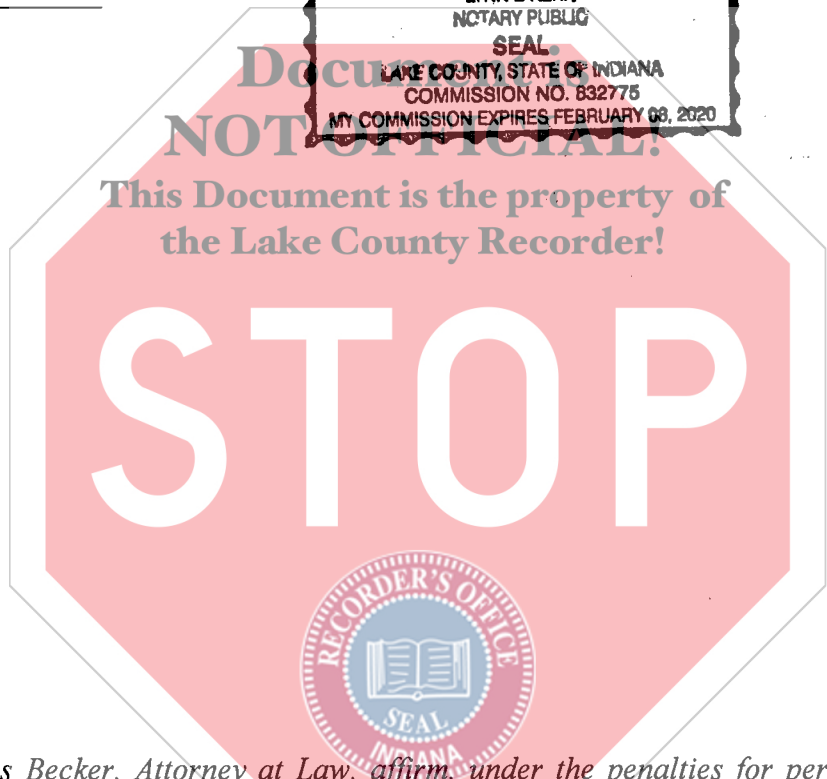 NOTARY PUBLIC
SEAL
LAKE COUNTY, STATE OF INDIANA
COMMISSION NO. 832775
MY COMMISSION EXPIRES FEBRUARY 08, 2020
Document is
NOT OFFICIAL!
This Document is the property of
the Lake County Recorder!
STOP
RECORDER'S OFFICE
SEAL
INDIANA
Becker, Attorney at Law, affirm, under the penalties for per